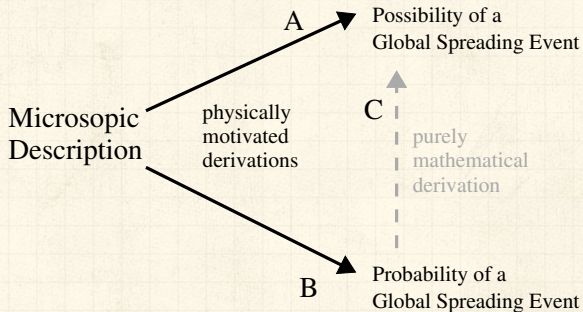 A
Possibility of a
Global Spreading Event
Microsopic
Description
physically
motivated
derivations
C
purely
mathematical
derivation
B
Probability of a
Global Spreading Event